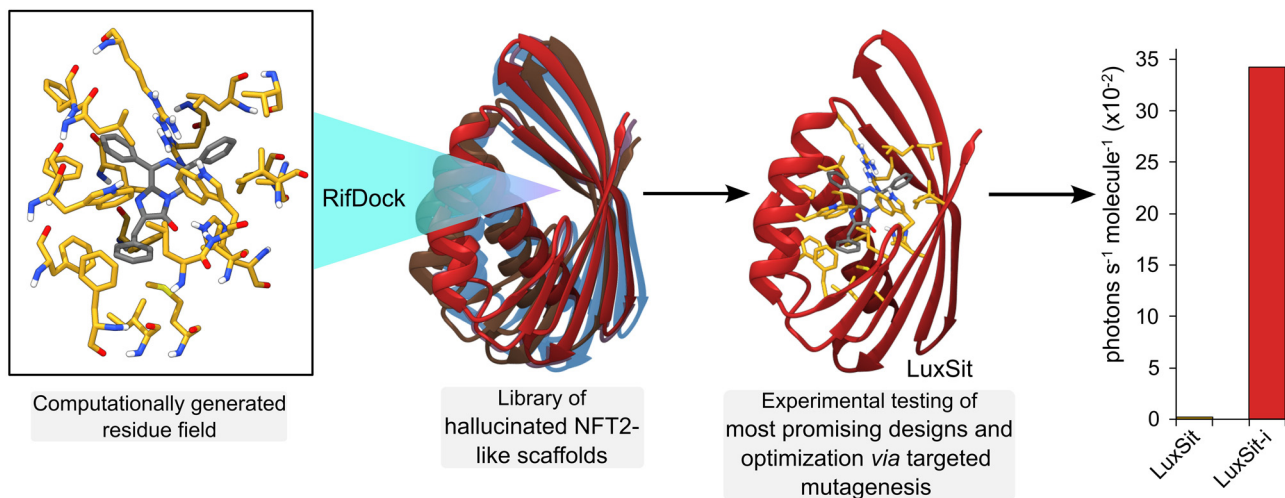 Computationally generated
residue field
RifDock
Library of
hallucinated NFT2-
like scaffolds
LuxSit
Experimental testing of
most promising designs and
optimization via targeted
mutagenesis
photons s⁻¹ molecule⁻¹ (x10⁻²)
35
30
25
20
15
10
5
0
LuxSit
LuxSit-i